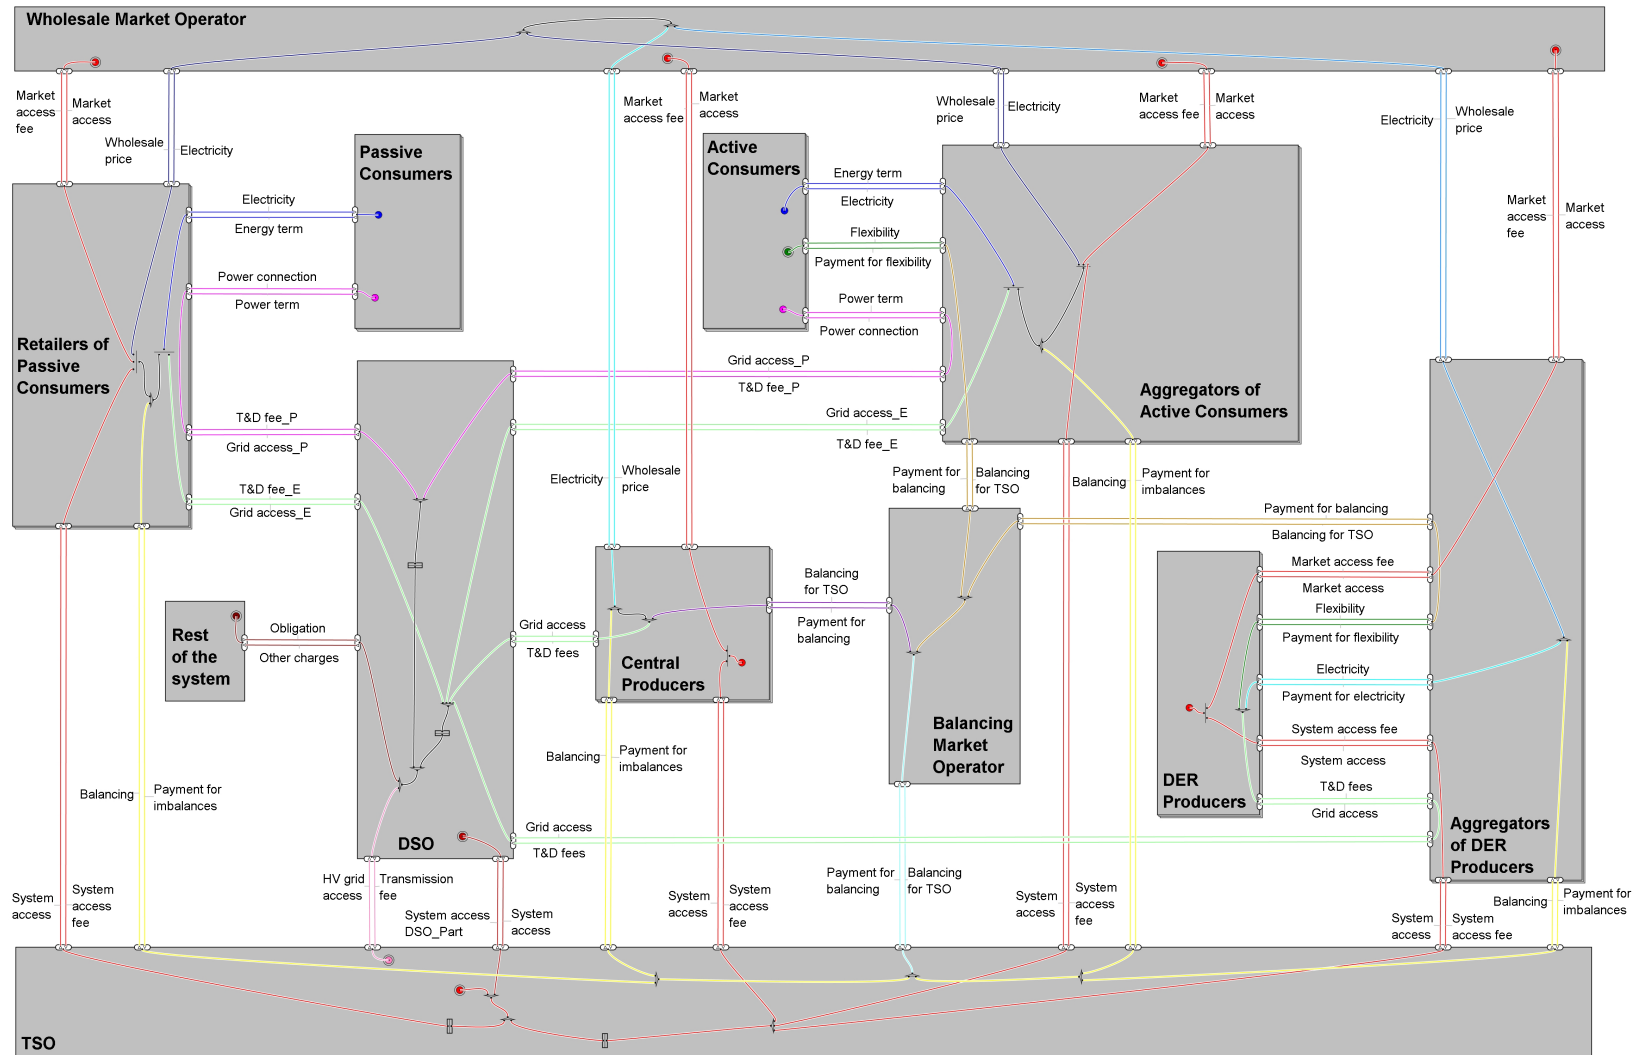 Wholesale Market Operator
Market
access
fee
Market
access
Wholesale
price
Electricity
Market
access fee
Market
access
Wholesale
price
Electricity
Market
access fee
Market
access
Electricity
Wholesale
price
Market
access
fee
Market
access
Passive
Consumers
Active
Consumers
Electricity
Energy term
Power connection
Power term
Energy term
Electricity
Flexibility
Payment for flexibility
Power term
Power connection
Retailers of
Passive
Consumers
Grid access_P
T&D fee_P
Grid access_E
T&D fee_E
Aggregators of
Active Consumers
T&D fee_P
Grid access_P
T&D fee_E
Grid access_E
Electricity
Wholesale
price
Payment for
balancing
Balancing
for TSO
Balancing
Payment for
imbalances
Payment for balancing
Balancing for TSO
Market access fee
Market access
Flexibility
Payment for flexibility
Electricity
Payment for electricity
System access fee
System access
T&D fees
Grid access
Rest
of the
system
Obligation
Other charges
Balancing
for TSO
Payment for
balancing
Grid access
T&D fees
Central
Producers
Balancing
Market
Operator
DER
Producers
Balancing
Payment for
imbalances
Balancing
Payment for
imbalances
DSO
Grid access
T&D fees
Aggregators
of DER
Producers
System
access
System
access
fee
HV grid
access
Transmission
fee
System access
DSO_Part
System
access
System
access
System
access
fee
Payment for
balancing
Balancing
for TSO
System
access
System
access
fee
System
access
System
access fee
Balancing
Payment for
imbalances
TSO